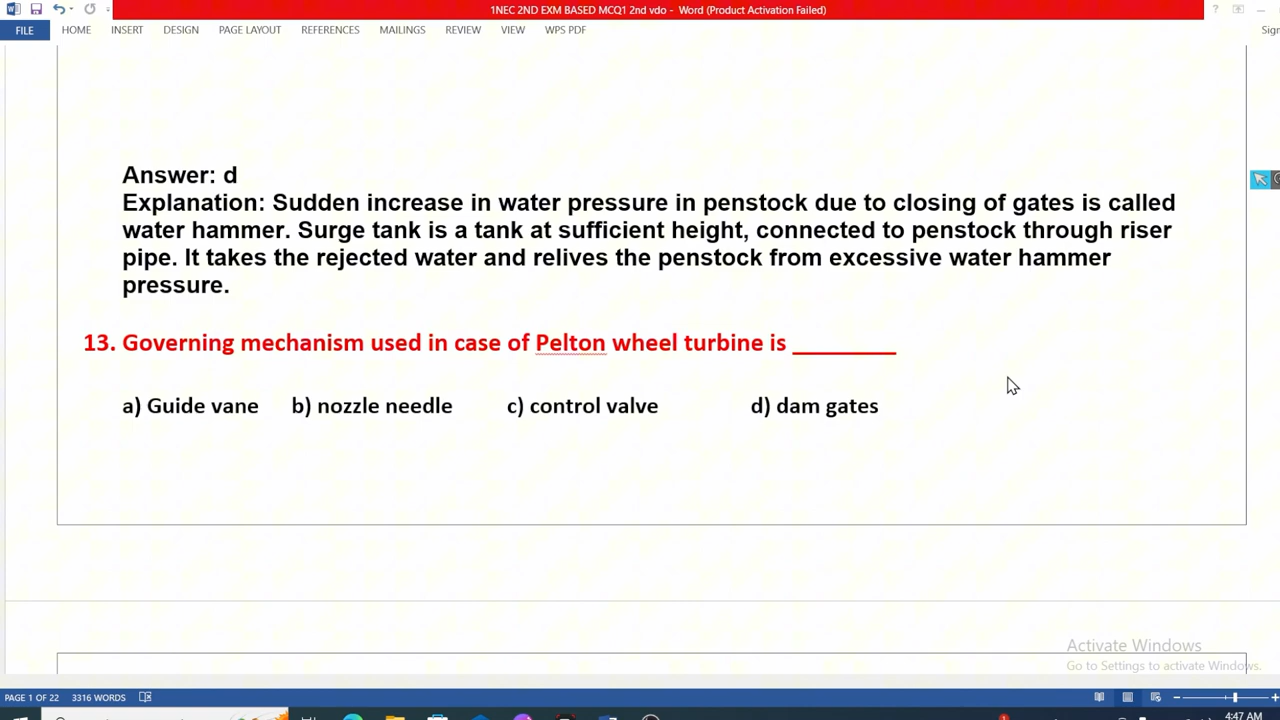 1NEC 2ND EXM BASED MCQ1 2nd vdo - Word (Product Activation Failed)
FILE HOME INSERT DESIGN PAGE LAYOUT REFERENCES MAILINGS REVIEW VIEW WPS PDF Sign
Answer: d
Explanation: Sudden increase in water pressure in penstock due to closing of gates is called
water hammer. Surge tank is a tank at sufficient height, connected to penstock through riser
pipe. It takes the rejected water and relives the penstock from excessive water hammer
pressure.
13. Governing mechanism used in case of Pelton wheel turbine is ________
a) Guide vane b) nozzle needle c) control valve d) dam gates
Activate Windows
Go to Settings to activate Windows.
PAGE 1 OF 22 3316 WORDS
4:47 AM